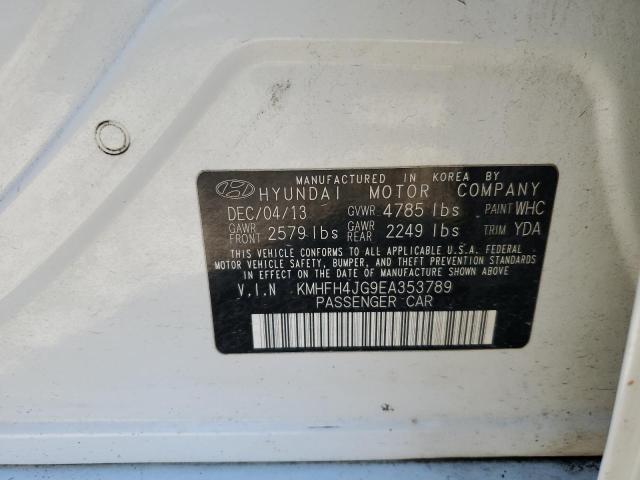 MANUFACTURED IN KOREA BY
HYUNDAI MOTOR COMPANY
DEC/04/13 GVWR 4785 lbs PAINT WHC
GAWR FRONT 2579 lbs GAWR REAR 2249 lbs TRIM YDA
THIS VEHICLE CONFORMS TO ALL APPLICABLE U.S.A. FEDERAL
MOTOR VEHICLE SAFETY, BUMPER, AND THEFT PREVENTION
STANDARDS IN EFFECT ON THE DATE OF MANUFACTURE SHOWN ABOVE
V.I.N KMHFH4JG9EA353789
PASSENGER CAR